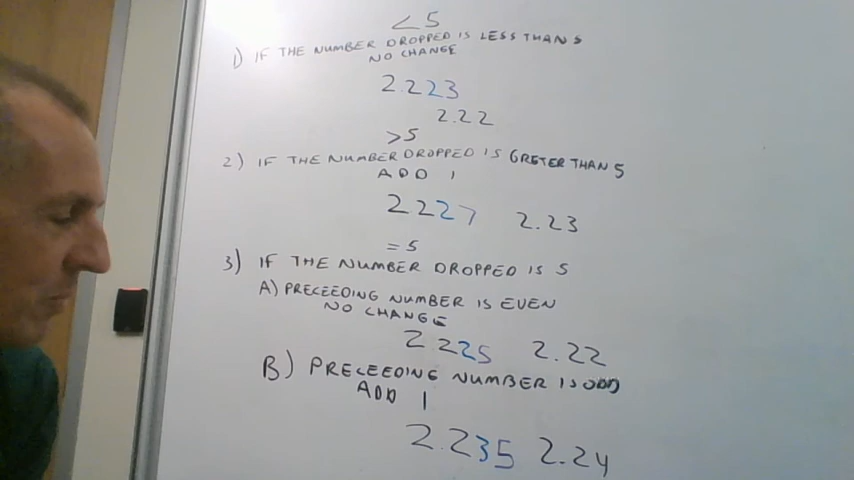 < 5
1) IF THE NUMBER DROPPED IS LESS THAN 5
NO CHANGE
2.223
2.22
> 5
2) IF THE NUMBER DROPPED IS GRETER THAN 5
ADD 1
2227 2.23
= 5
3) IF THE NUMBER DROPPED IS 5
A) PRECEEDING NUMBER IS EVEN
NO CHANGE
2.225 2.22
B) PRECEEDING NUMBER IS ODD
ADD 1
2.235 2.24